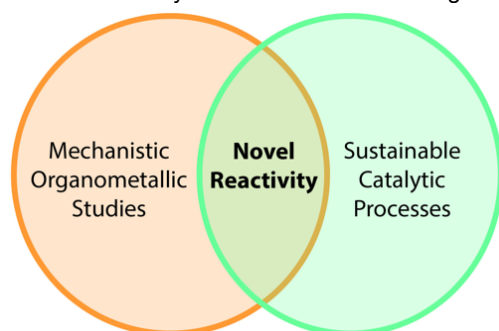 Mechanistic
Organometallic
Studies
Novel
Reactivity
Sustainable
Catalytic
Processes